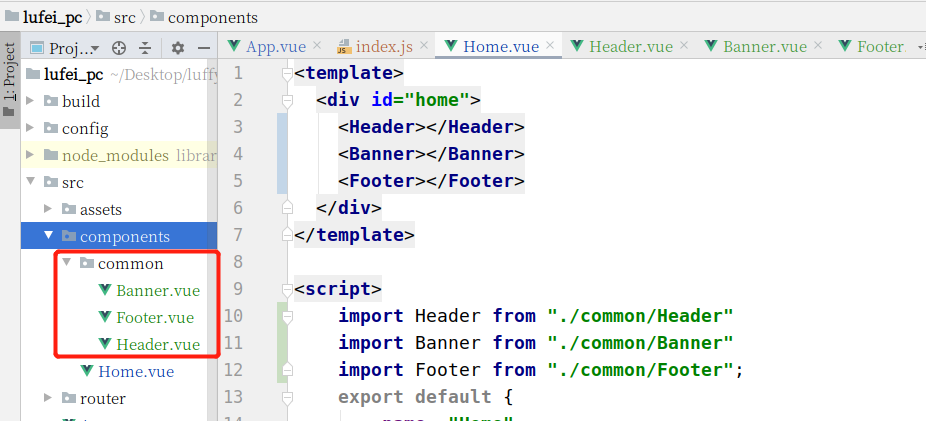 lufei_pc › src › components
1: Project
Proj...
App.vue × index.js × Home.vue × Header.vue × Banner.vue × Footer
lufei_pc ~/Desktop/luffy
build
config
node_modules librar
src
assets
components
common
Banner.vue
Footer.vue
Header.vue
Home.vue
router
1 <template>
2 <div id="home">
3 <Header></Header>
4 <Banner></Banner>
5 <Footer></Footer>
6 </div>
7 </template>
8
9 <script>
10 import Header from "./common/Header"
11 import Banner from "./common/Banner"
12 import Footer from "./common/Footer";
13 export default {